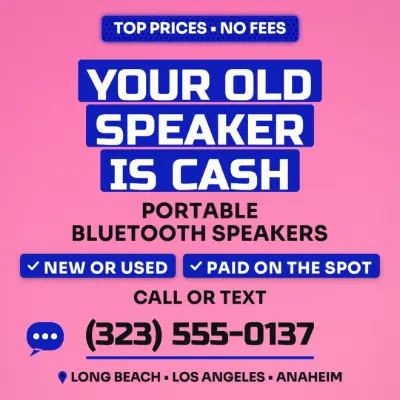 TOP PRICES • NO FEES
YOUR OLD
SPEAKER
IS CASH
PORTABLE
BLUETOOTH SPEAKERS
✓ NEW OR USED ✓ PAID ON THE SPOT
CALL OR TEXT
(323) 555-0137
LONG BEACH • LOS ANGELES • ANAHEIM